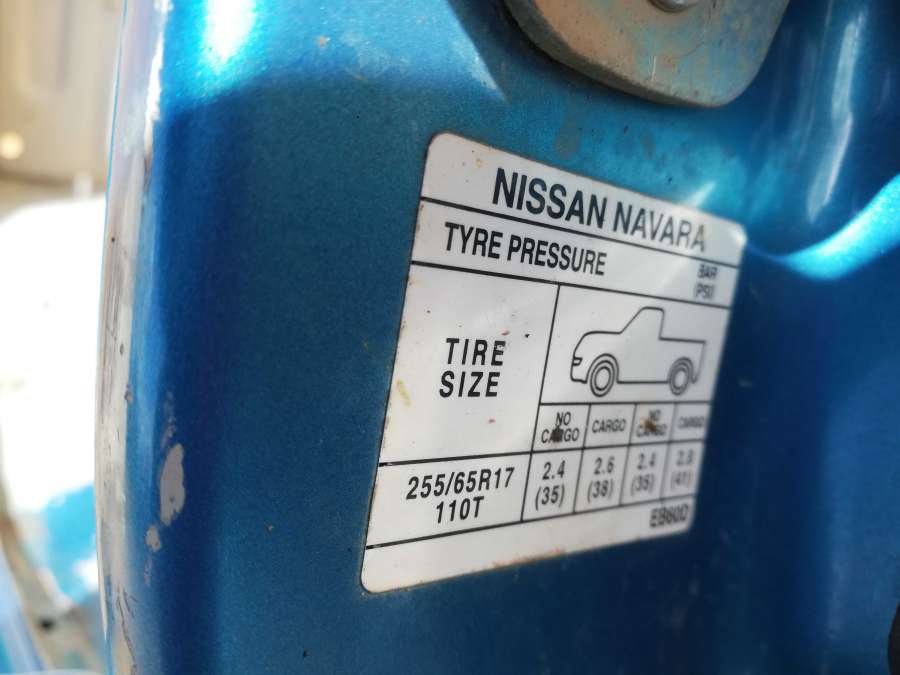 NISSAN NAVARA
TYRE PRESSURE
BAR
(PSI)
TIRE
SIZE
NO
CARGO
CARGO
NO
CARGO
CARGO
255/65R17
110T
2.4
(35)
2.6
(38)
2.4
(35)
2.8
(41)
EB60D